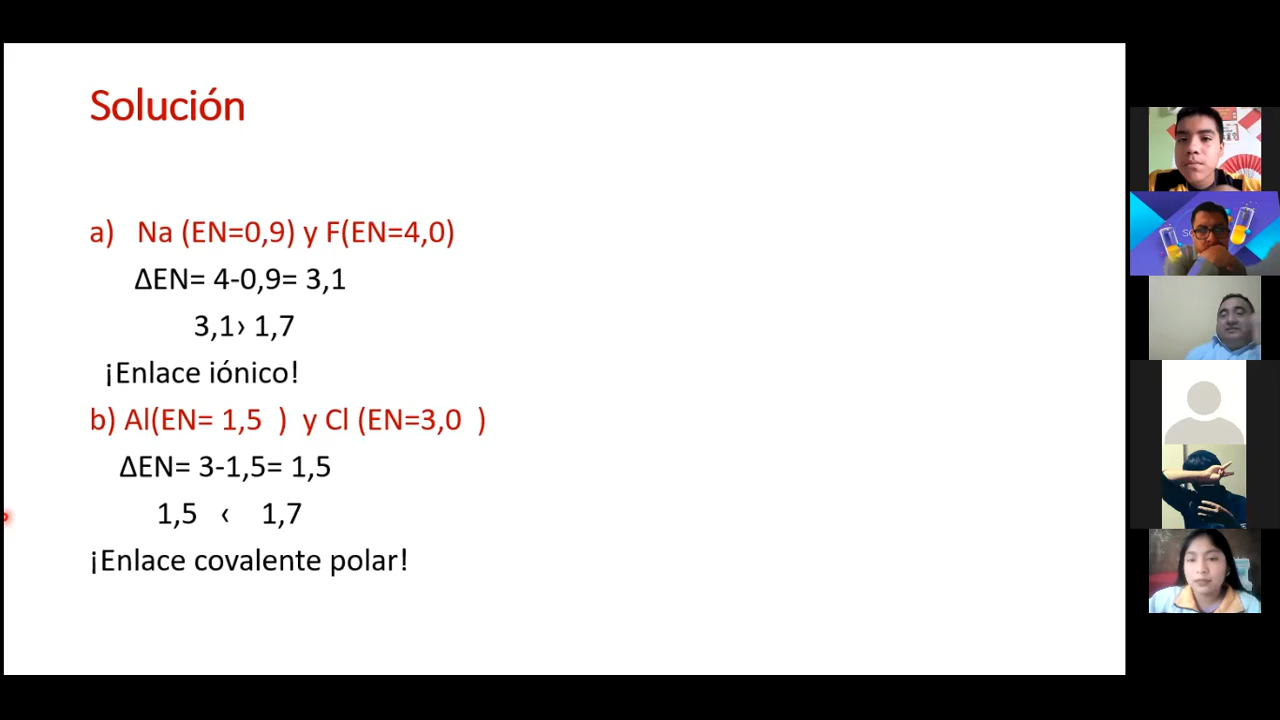 Solución
a) Na (EN=0,9) y F(EN=4,0)
ΔEN= 4-0,9= 3,1
3,1› 1,7
¡Enlace iónico!
b) Al(EN= 1,5 ) y Cl (EN=3,0 )
ΔEN= 3-1,5= 1,5
1,5 ‹ 1,7
¡Enlace covalente polar!